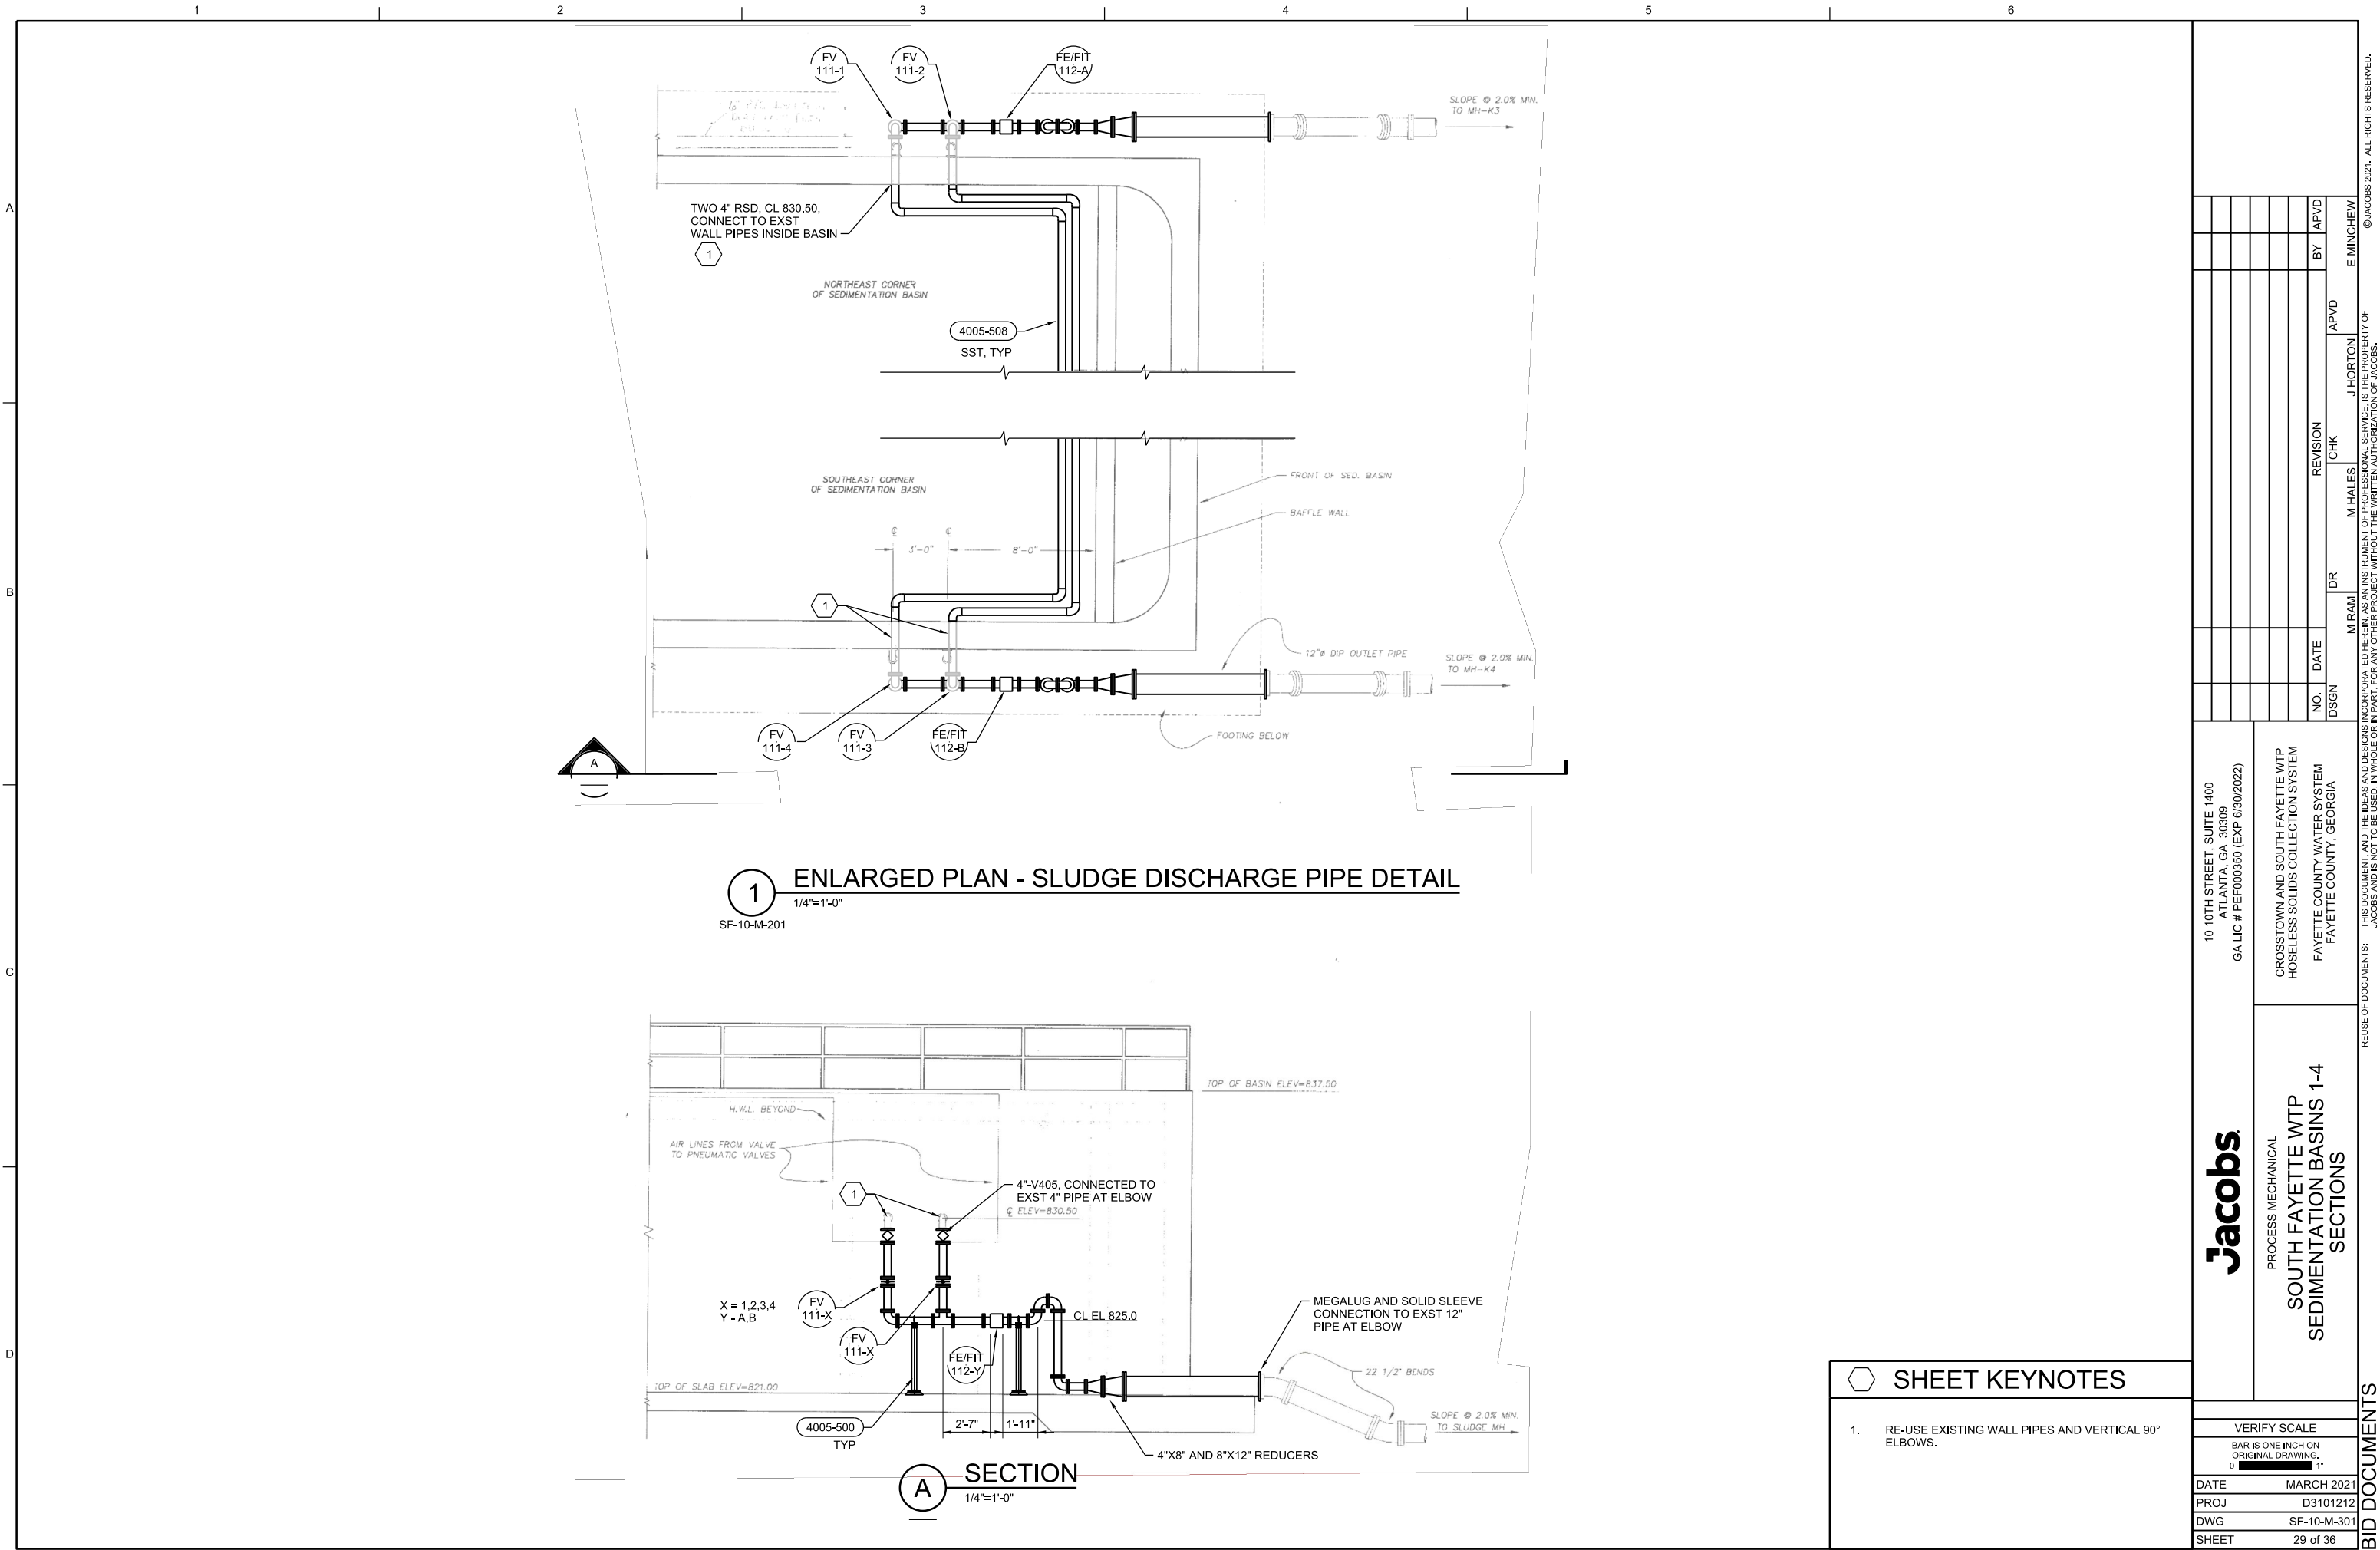 1
2
3
4
5
6
A
B
C
D
FV
111-1
FV
111-2
FE/FIT
112-A
SLOPE @ 2.0% MIN.
TO MH-K3
TWO 4" RSD, CL 830.50,
CONNECT TO EXST
WALL PIPES INSIDE BASIN
1
NORTHEAST CORNER
OF SEDIMENTATION BASIN
4005-508
SST, TYP
SOUTHEAST CORNER
OF SEDIMENTATION BASIN
FRONT OF SED. BASIN
BAFFLE WALL
℄
℄
3'-0"
8'-0"
1
12"ø DIP OUTLET PIPE
SLOPE @ 2.0% MIN.
TO MH-K4
FV
111-4
FV
111-3
FE/FIT
112-B
FOOTING BELOW
A
1
ENLARGED PLAN - SLUDGE DISCHARGE PIPE DETAIL
1/4"=1'-0"
SF-10-M-201
TOP OF BASIN ELEV=837.50
H.W.L. BEYOND
AIR LINES FROM VALVE
TO PNEUMATIC VALVES
1
4"-V405, CONNECTED TO
EXST 4" PIPE AT ELBOW
℄ ELEV=830.50
X = 1,2,3,4
Y - A,B
FV
111-X
FV
111-X
FE/FIT
112-Y
CL EL 825.0
MEGALUG AND SOLID SLEEVE
CONNECTION TO EXST 12"
PIPE AT ELBOW
22 1/2° BENDS
TOP OF SLAB ELEV=821.00
4005-500
TYP
2'-7"
1'-11"
SLOPE @ 2.0% MIN.
TO SLUDGE MH
4"X8" AND 8"X12" REDUCERS
A
SECTION
1/4"=1'-0"
SHEET KEYNOTES
1. RE-USE EXISTING WALL PIPES AND VERTICAL 90°
ELBOWS.
NO.
DATE
REVISION
BY
APVD
DSGN
DR
M RAM
CHK
M HALES
APVD
J HORTON
E MINCHEW
10 10TH STREET, SUITE 1400
ATLANTA, GA 30309
GA LIC # PEF000350 (EXP 6/30/2022)
CROSSTOWN AND SOUTH FAYETTE WTP
HOSELESS SOLIDS COLLECTION SYSTEM
FAYETTE COUNTY WATER SYSTEM
FAYETTE COUNTY, GEORGIA
Jacobs
PROCESS MECHANICAL
SOUTH FAYETTE WTP
SEDIMENTATION BASINS 1-4
SECTIONS
VERIFY SCALE
BAR IS ONE INCH ON
ORIGINAL DRAWING.
0 1"
DATE MARCH 2021
PROJ D3101212
DWG SF-10-M-301
SHEET 29 of 36
©JACOBS 2021. ALL RIGHTS RESERVED.
REUSE OF DOCUMENTS: THIS DOCUMENT, AND THE IDEAS AND DESIGNS INCORPORATED HEREIN, AS AN INSTRUMENT OF PROFESSIONAL SERVICE, IS THE PROPERTY OF
JACOBS AND IS NOT TO BE USED, IN WHOLE OR IN PART, FOR ANY OTHER PROJECT WITHOUT THE WRITTEN AUTHORIZATION OF JACOBS.
BID DOCUMENTS